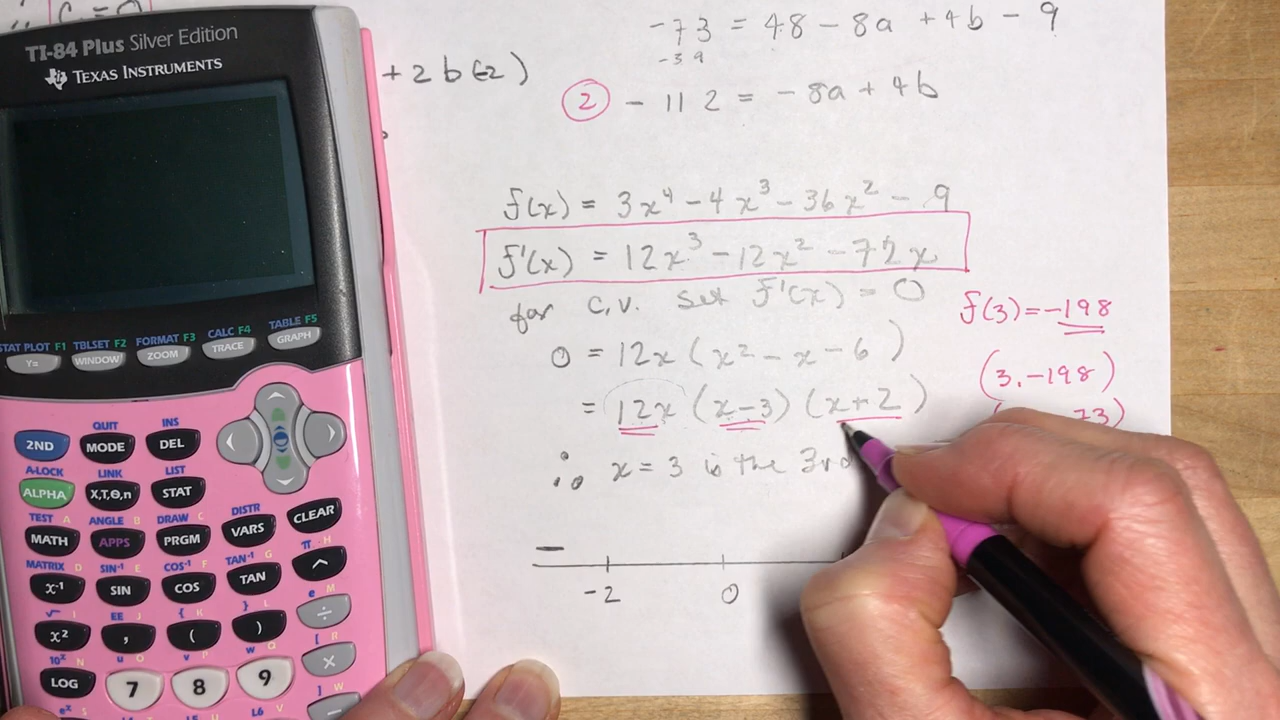 TI-84 Plus Silver Edition
TEXAS INSTRUMENTS
STAT PLOT F1 TBLSET F2 FORMAT F3 CALC F4 TABLE F5
Y= WINDOW ZOOM TRACE GRAPH
QUIT INS
2ND MODE DEL
A-LOCK LINK LIST
ALPHA X,T,θ,n STAT
TEST A ANGLE B DRAW C DISTR
MATH APPS PRGM VARS CLEAR
MATRIX D SIN⁻¹ E COS⁻¹ F TAN⁻¹ G π H
x⁻¹ SIN COS TAN ^
√ I EE J { K } L e M
x² , ( ) ÷
10ˣ N u O v P w Q [ R
LOG 7 8 9 ×
eˣ S L6 V ] W
+ 2b(-2)
-73 = 48 - 8a + 4b - 9
-39
② -112 = -8a + 4b
f(x) = 3x⁴ - 4x³ - 36x² - 9
f'(x) = 12x³ - 12x² - 72x
for c.v. set f'(x) = 0
f(3) = -198
0 = 12x (x² - x - 6)
(3, -198)
= 12x (x-3) (x+2)
73)
∴ x = 3 is the 3rd
-2 0